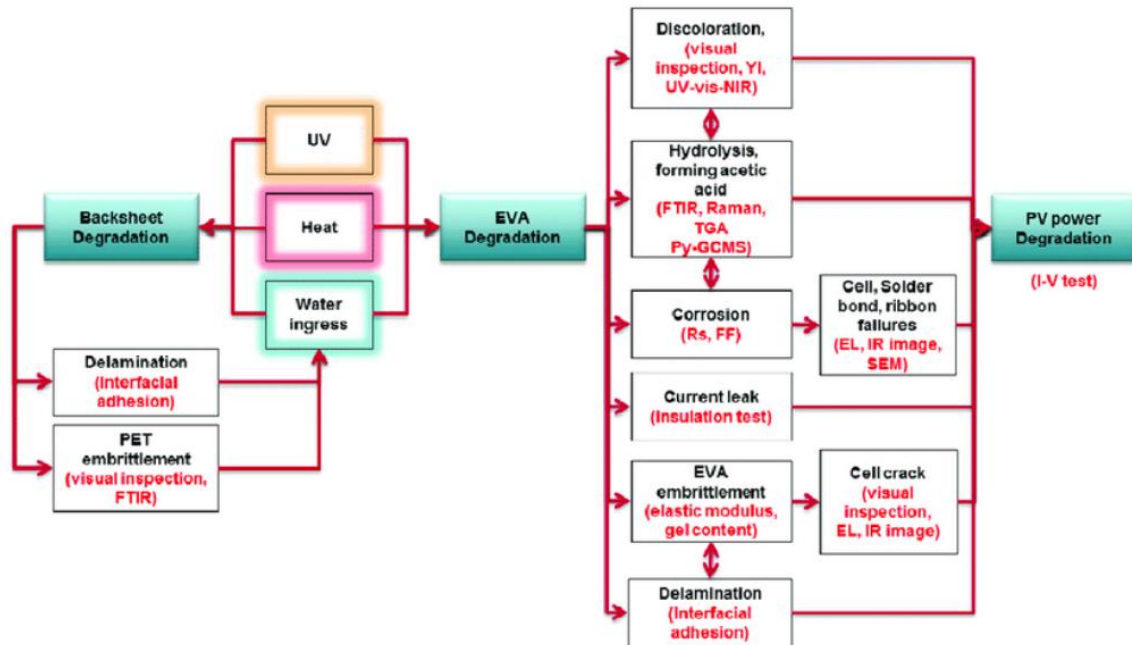 UV
Heat
Water
ingress
Backsheet
Degradation
Delamination
(interfacial
adhesion)
PET
embrittlement
(visual inspection,
FTIR)
EVA
Degradation
Discoloration,
(visual
inspection, YI,
UV-vis-NIR)
Hydrolysis,
forming acetic
acid
(FTIR, Raman,
TGA
Py-GCMS)
Corrosion
(Rs, FF)
Cell, Solder
bond, ribbon
failures
(EL, IR image,
SEM)
Current leak
(insulation test)
EVA
embrittlement
(elastic modulus,
gel content)
Cell crack
(visual
inspection,
EL, IR image)
Delamination
(Interfacial
adhesion)
PV power
Degradation
(I-V test)